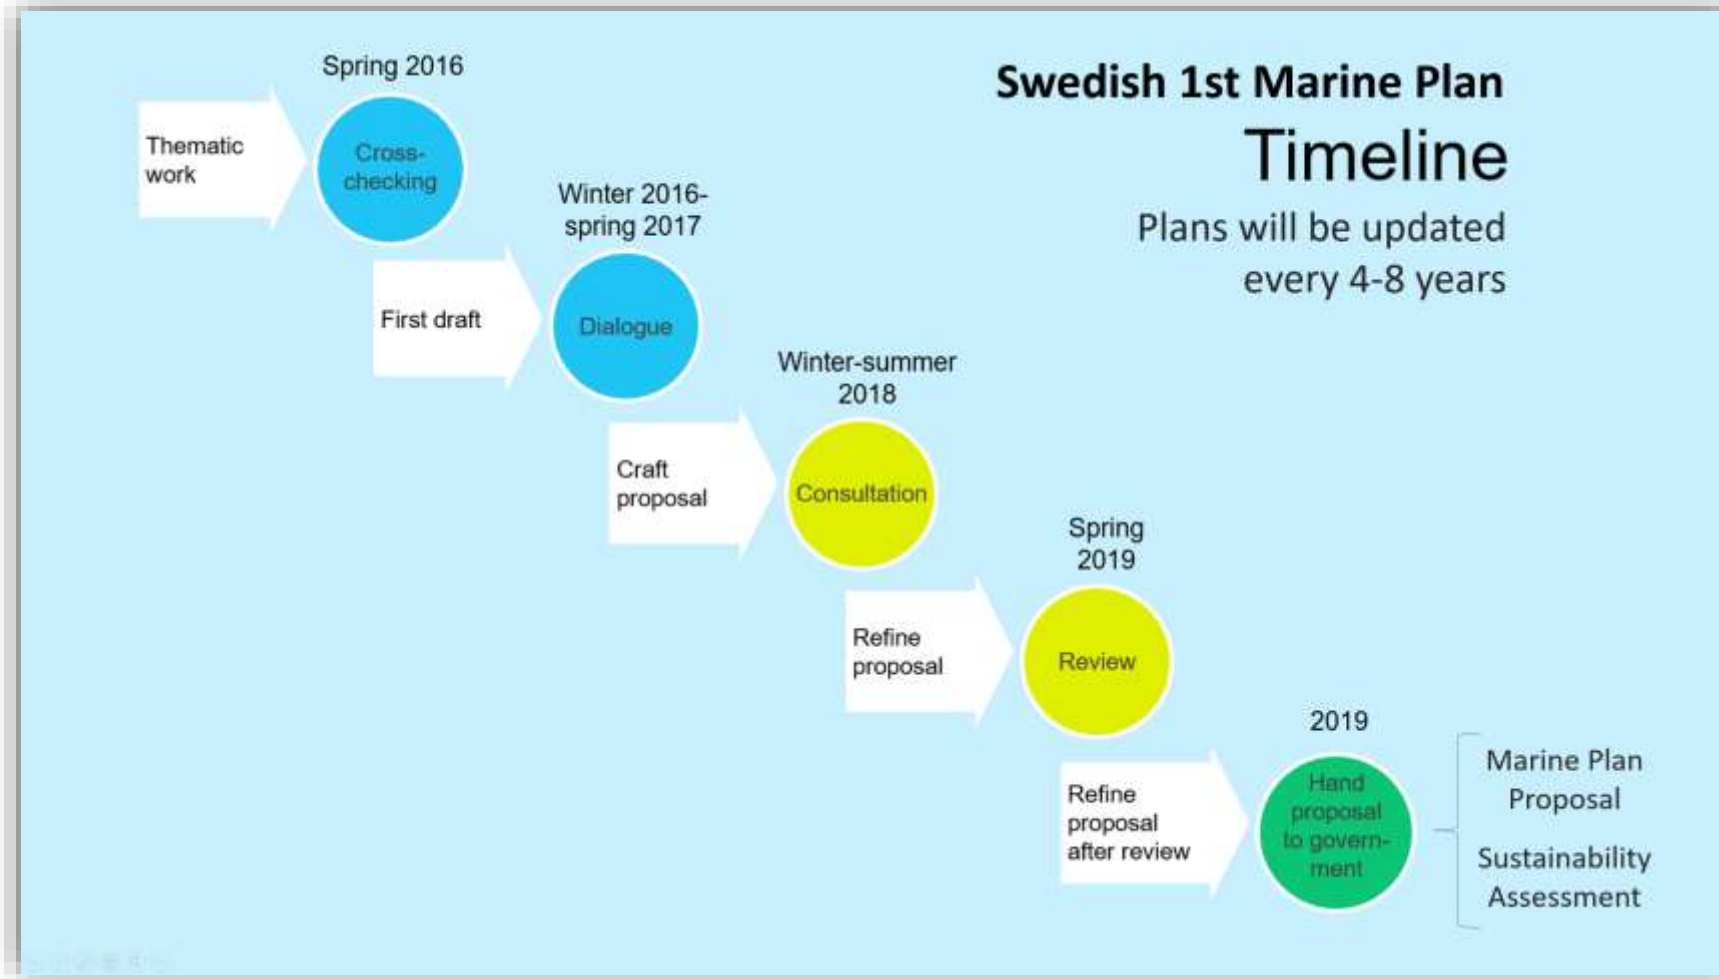 Swedish 1st Marine Plan
Timeline
Plans will be updated
every 4-8 years
Spring 2016
Thematic
work
Cross-
checking
Winter 2016-
spring 2017
First draft
Dialogue
Winter-summer
2018
Craft
proposal
Consultation
Spring
2019
Refine
proposal
Review
2019
Refine
proposal
after review
Hand
proposal
to govern-
ment
Marine Plan
Proposal
Sustainability
Assessment